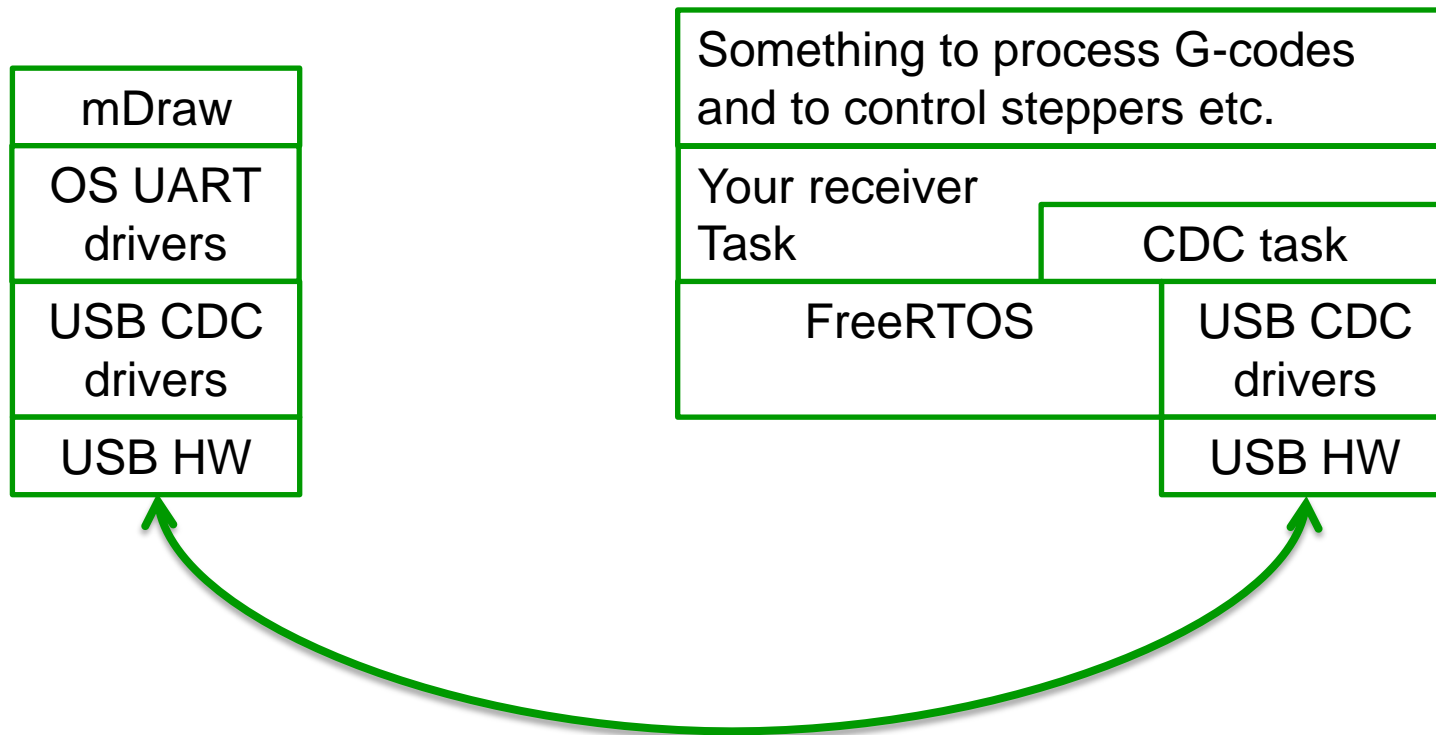 mDraw
OS UART
drivers
USB CDC
drivers
USB HW
Something to process G-codes
and to control steppers etc.
Your receiver
Task
CDC task
FreeRTOS
USB CDC
drivers
USB HW